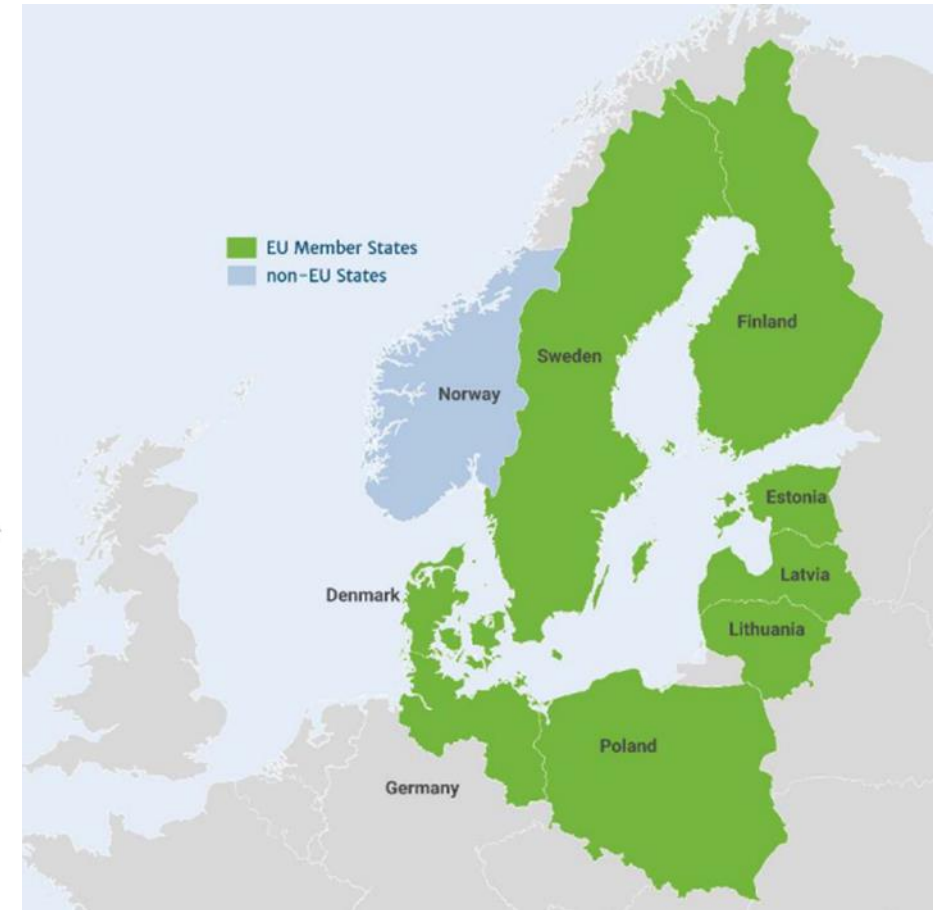 EU Member States
non-EU States
Finland
Sweden
Norway
Estonia
Latvia
Denmark
Lithuania
Poland
Germany